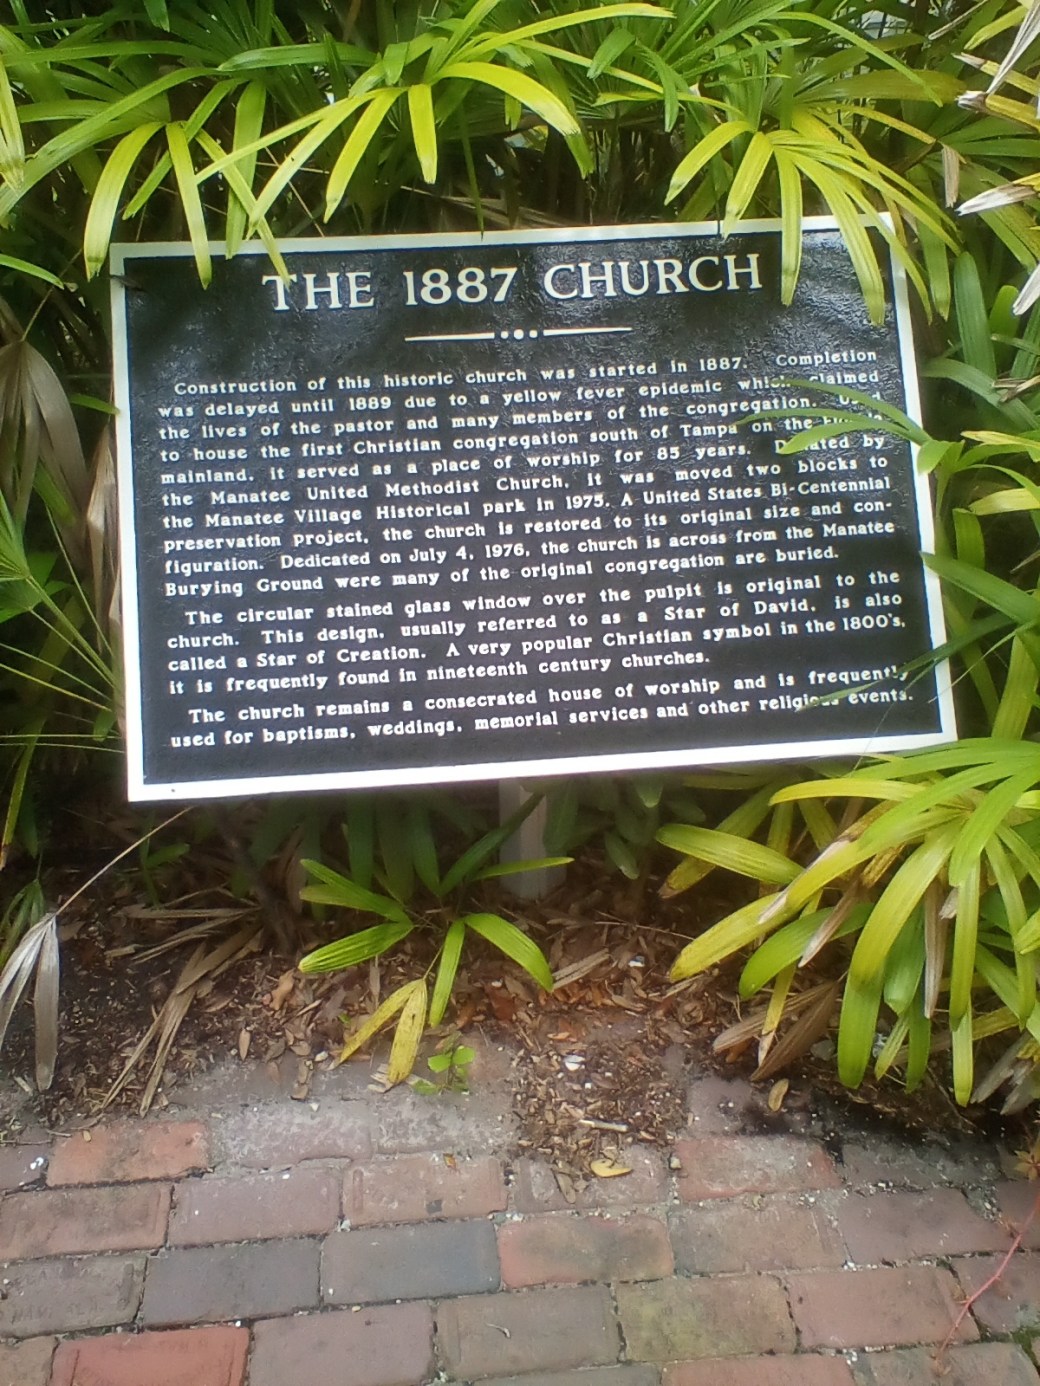 THE 1887 CHURCH
Construction of this historic church was started in 1887. Completion
was delayed until 1889 due to a yellow fever epidemic which claimed
the lives of the pastor and many members of the congregation. Used
to house the first Christian congregation south of Tampa on the
mainland, it served as a place of worship for 85 years. Donated by
the Manatee United Methodist Church, it was moved two blocks to
the Manatee Village Historical park in 1975. A United States Bi-Centennial
preservation project, the church is restored to its original size and con-
figuration. Dedicated on July 4, 1976, the church is across from the Manatee
Burying Ground were many of the original congregation are buried.
The circular stained glass window over the pulpit is original to the
church. This design, usually referred to as a Star of David, is also
called a Star of Creation. A very popular Christian symbol in the 1800's,
it is frequently found in nineteenth century churches.
The church remains a consecrated house of worship and is frequently
used for baptisms, weddings, memorial services and other religious events.